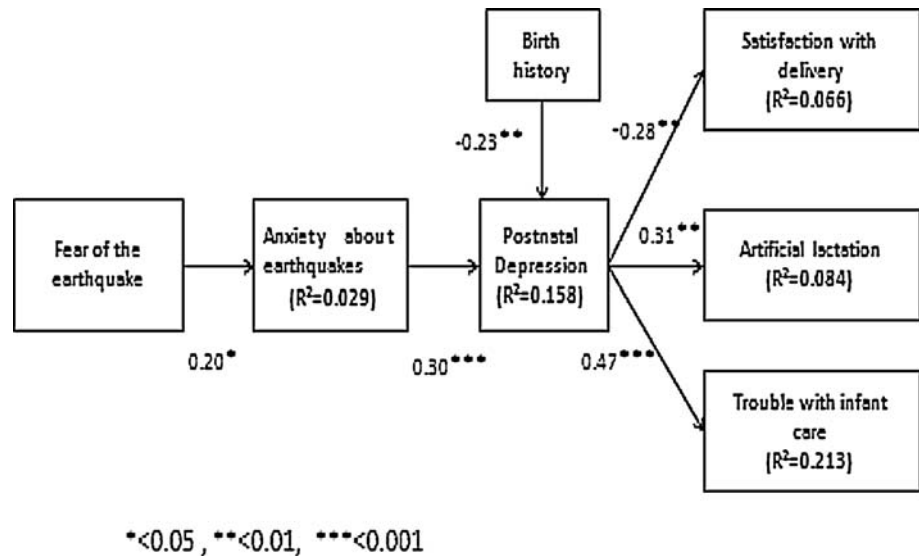 Birth
history
Satisfaction with
delivery
(R²=0.066)
-0.23**
-0.28**
Fear of the
earthquake
Anxiety about
earthquakes
(R²=0.029)
Postnatal
Depression
(R²=0.158)
0.31**
Artificial lactation
(R²=0.084)
0.20*
0.30***
0.47***
Trouble with infant
care
(R²=0.213)
*<0.05 , **<0.01, ***<0.001